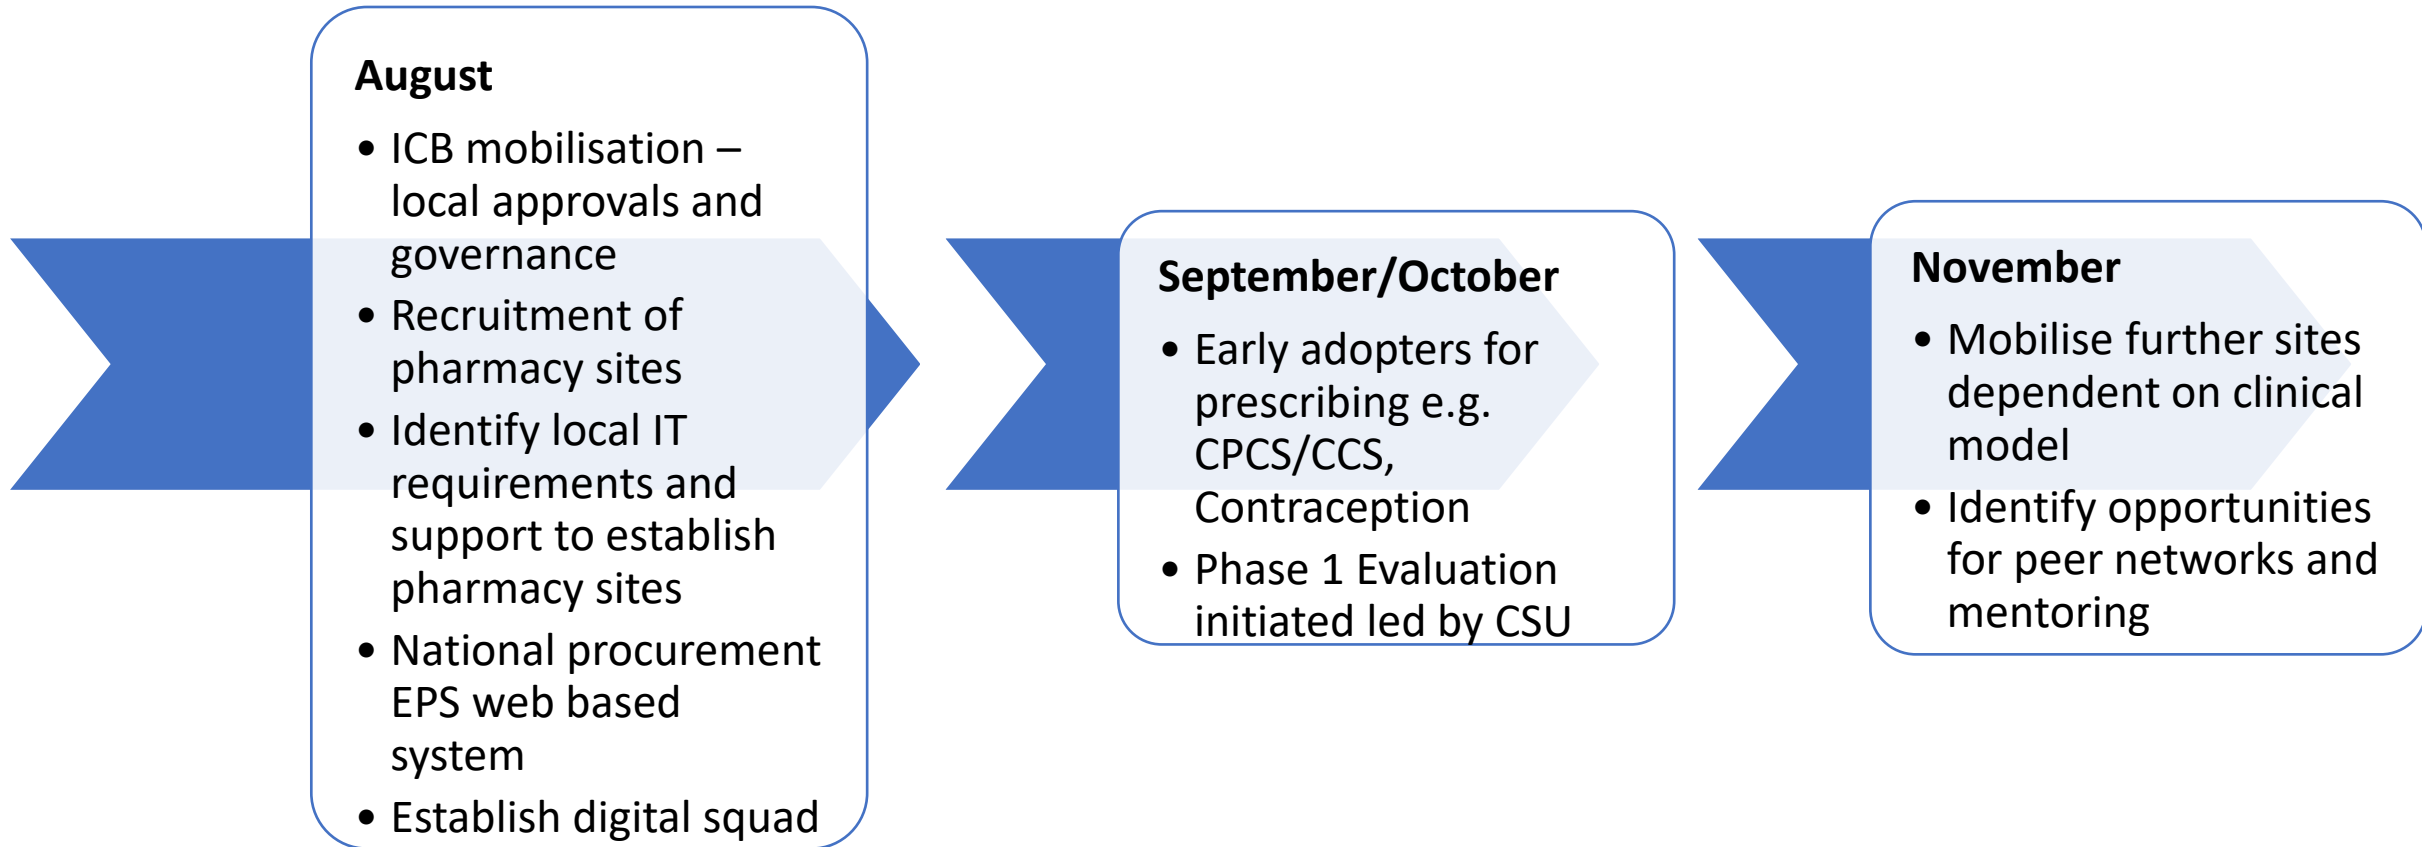 August
• ICB mobilisation –
local approvals and
governance
• Recruitment of
pharmacy sites
• Identify local IT
requirements and
support to establish
pharmacy sites
• National procurement
EPS web based
system
• Establish digital squad
September/October
• Early adopters for
prescribing e.g.
CPCS/CCS,
Contraception
• Phase 1 Evaluation
initiated led by CSU
November
• Mobilise further sites
dependent on clinical
model
• Identify opportunities
for peer networks and
mentoring